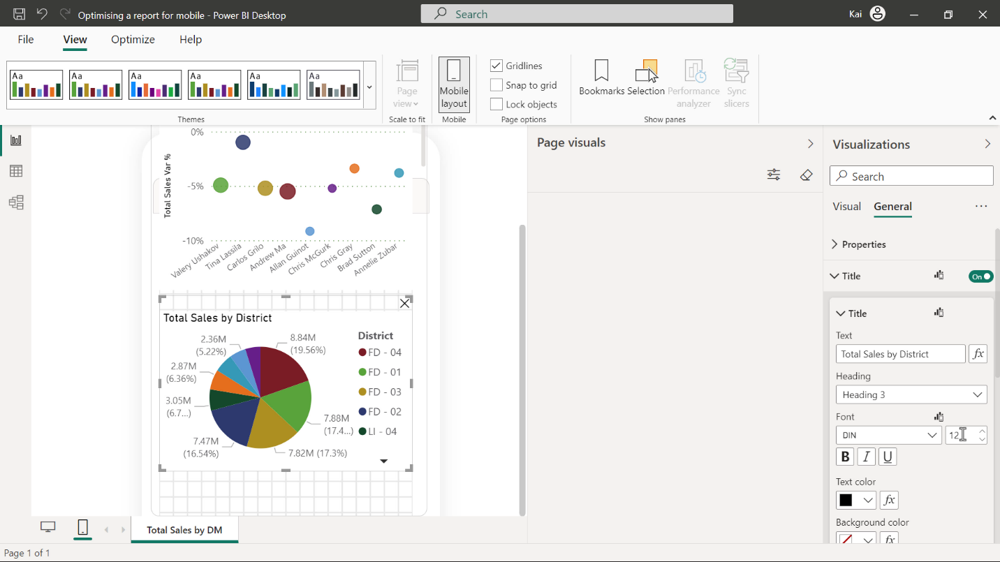 Optimising a report for mobile - Power BI Desktop
Search
Kai
File
View
Optimize
Help
Aa
Aa
Aa
Aa
Aa
Aa
Themes
Page
view
Scale to fit
Mobile
layout
Mobile
Gridlines
Snap to grid
Lock objects
Page options
Bookmarks
Selection
Performance
analyzer
Sync
slicers
Show panes
0%
-5%
-10%
Total Sales Var %
Valery Ushakov
Tina Lassila
Carlos Grilo
Andrew Ma
Allan Guinot
Chris McGurk
Chris Gray
Brad Sutton
Annelie Zubar
Total Sales by District
2.36M
(5.22%)
8.84M
(19.56%)
2.87M
(6.36%)
3.05M
(6.7...)
7.47M
(16.54%)
7.88M
(17.4...)
7.82M (17.3%)
District
FD - 04
FD - 01
FD - 03
FD - 02
LI - 04
Page visuals
Visualizations
Search
Visual
General
...
Properties
Title
On
Title
Text
Total Sales by District
fx
Heading
Heading 3
Font
DIN
12
B
I
U
Text color
fx
Background color
fx
Total Sales by DM
Page 1 of 1